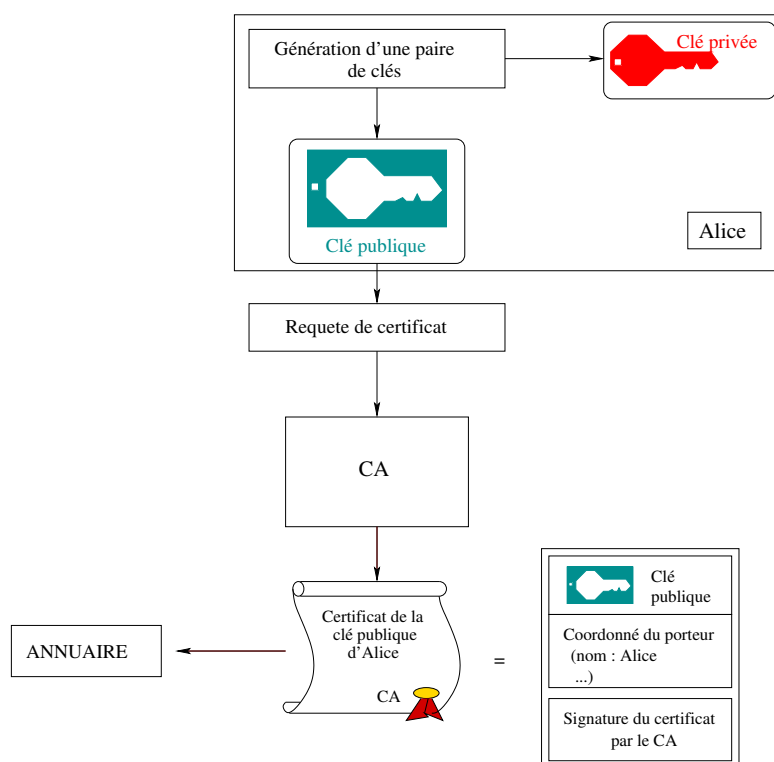 Génération d'une paire
de clés
Clé privée
Clé publique
Alice
Requete de certificat
CA
Certificat de la
clé publique
d'Alice
CA
ANNUAIRE
=
Clé
publique
Coordonné du porteur
(nom : Alice
...)
Signature du certificat
par le CA